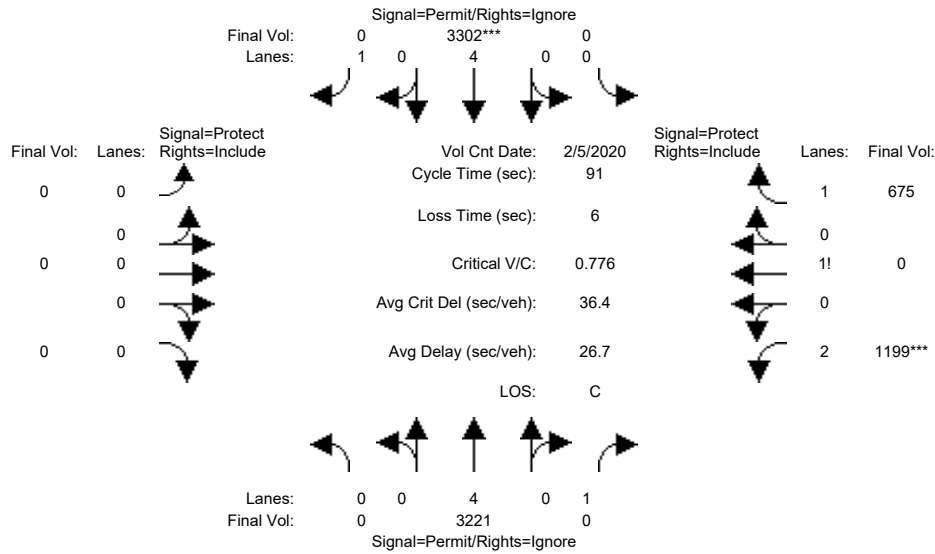 Signal=Permit/Rights=Ignore
Final Vol: 0 3302*** 0
Lanes: 1 0 4 0 0
Signal=Protect Signal=Protect
Final Vol: Lanes: Rights=Include Vol Cnt Date: 2/5/2020 Rights=Include Lanes: Final Vol:
Cycle Time (sec): 91
0 0 1 675
Loss Time (sec): 6
0 0
0 0 Critical V/C: 0.776 1! 0
0 Avg Crit Del (sec/veh): 36.4 0
0 0 Avg Delay (sec/veh): 26.7 2 1199***
LOS: C
Lanes: 0 0 4 0 1
Final Vol: 0 3221 0
Signal=Permit/Rights=Ignore